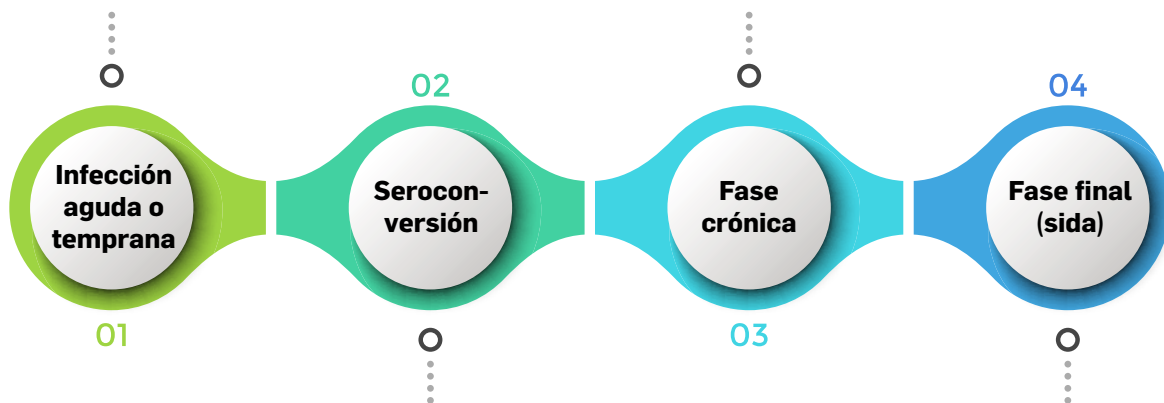 Infección
aguda o
temprana
01
02
Serocon-
versión
Fase
crónica
03
04
Fase final
(sida)